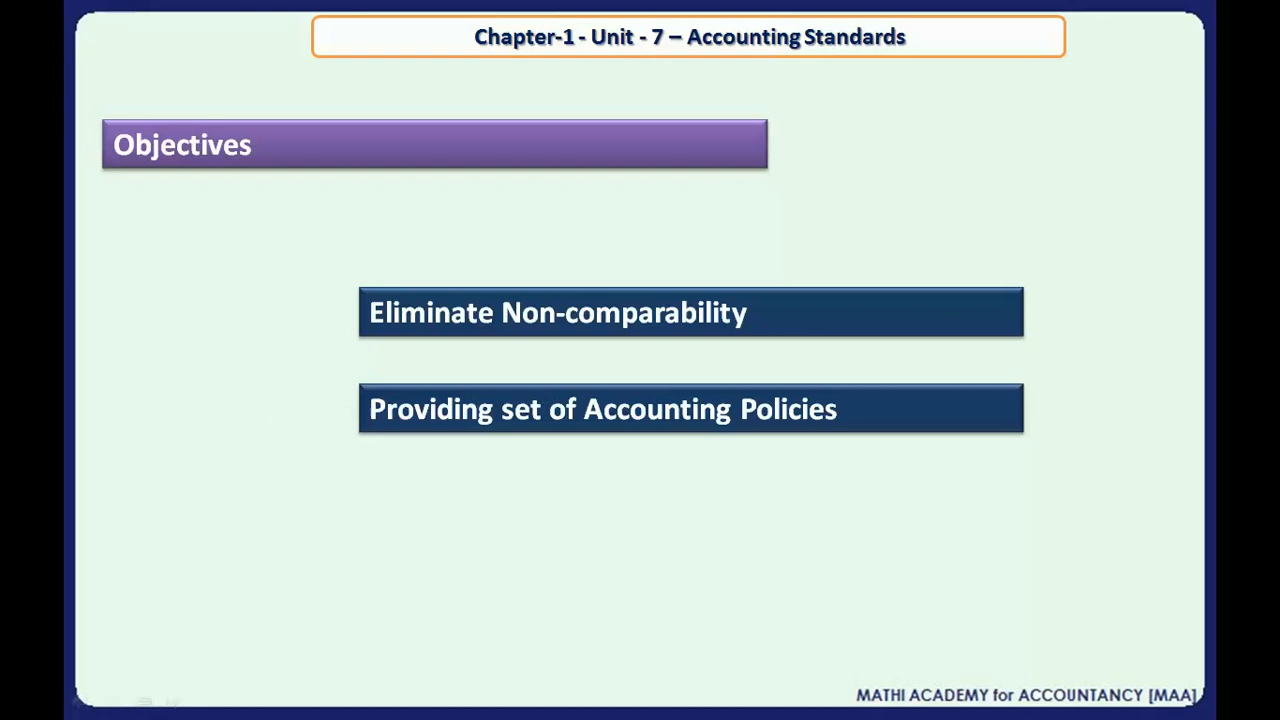 Chapter-1 - Unit - 7 – Accounting Standards
Objectives
Eliminate Non-comparability
Providing set of Accounting Policies
MATHI ACADEMY for ACCOUNTANCY [MAA]